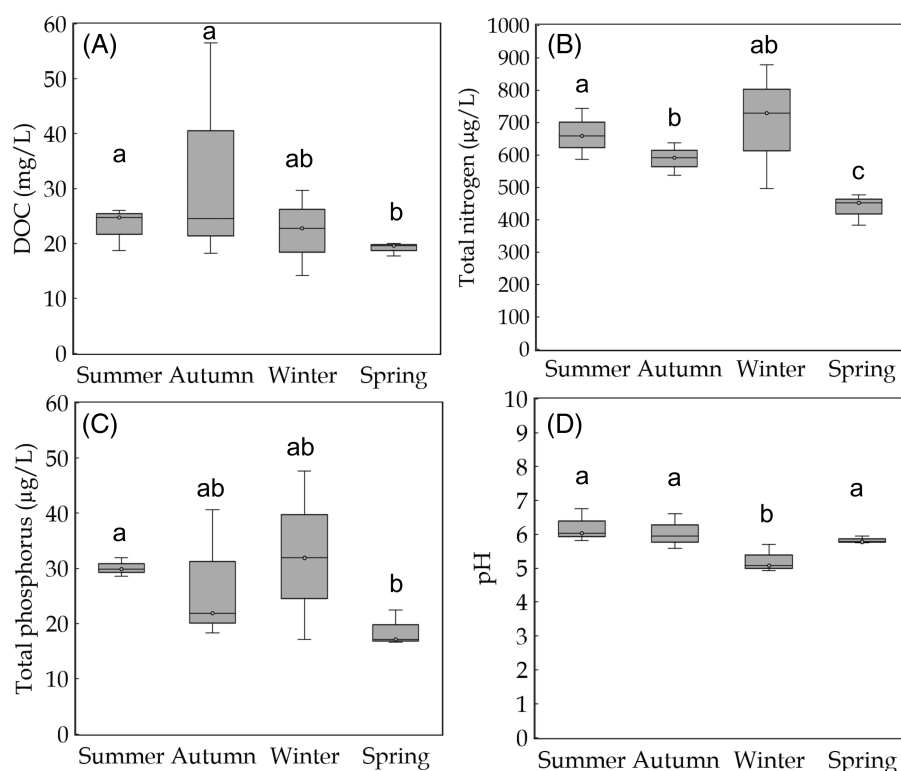 (A)
DOC (mg/L)
60
50
40
30
20
10
0
a
a
ab
b
Summer Autumn Winter Spring
(B)
Total nitrogen (µg/L)
1000
900
800
700
600
500
400
300
200
100
0
a
b
ab
c
Summer Autumn Winter Spring
(C)
Total phosphorus (µg/L)
60
50
40
30
20
10
0
a
ab
ab
b
Summer Autumn Winter Spring
(D)
pH
10
9
8
7
6
5
4
3
2
1
0
a
a
b
a
Summer Autumn Winter Spring